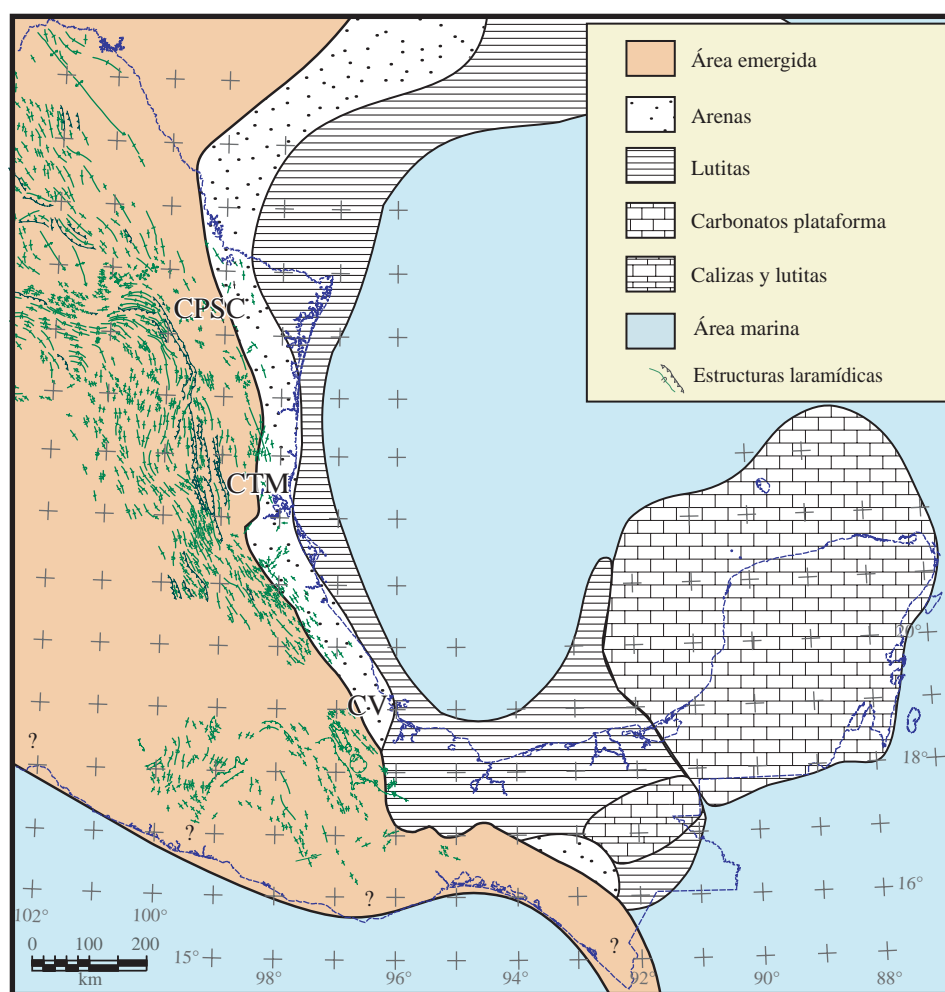 Área emergida
Arenas
Lutitas
Carbonatos plataforma
Calizas y lutitas
Área marina
Estructuras laramídicas
CPSC
CTM
CV
20°
18°
16°
?
?
?
?
102°
100°
0 100 200
km
15°
98°
96°
94°
92°
90°
88°